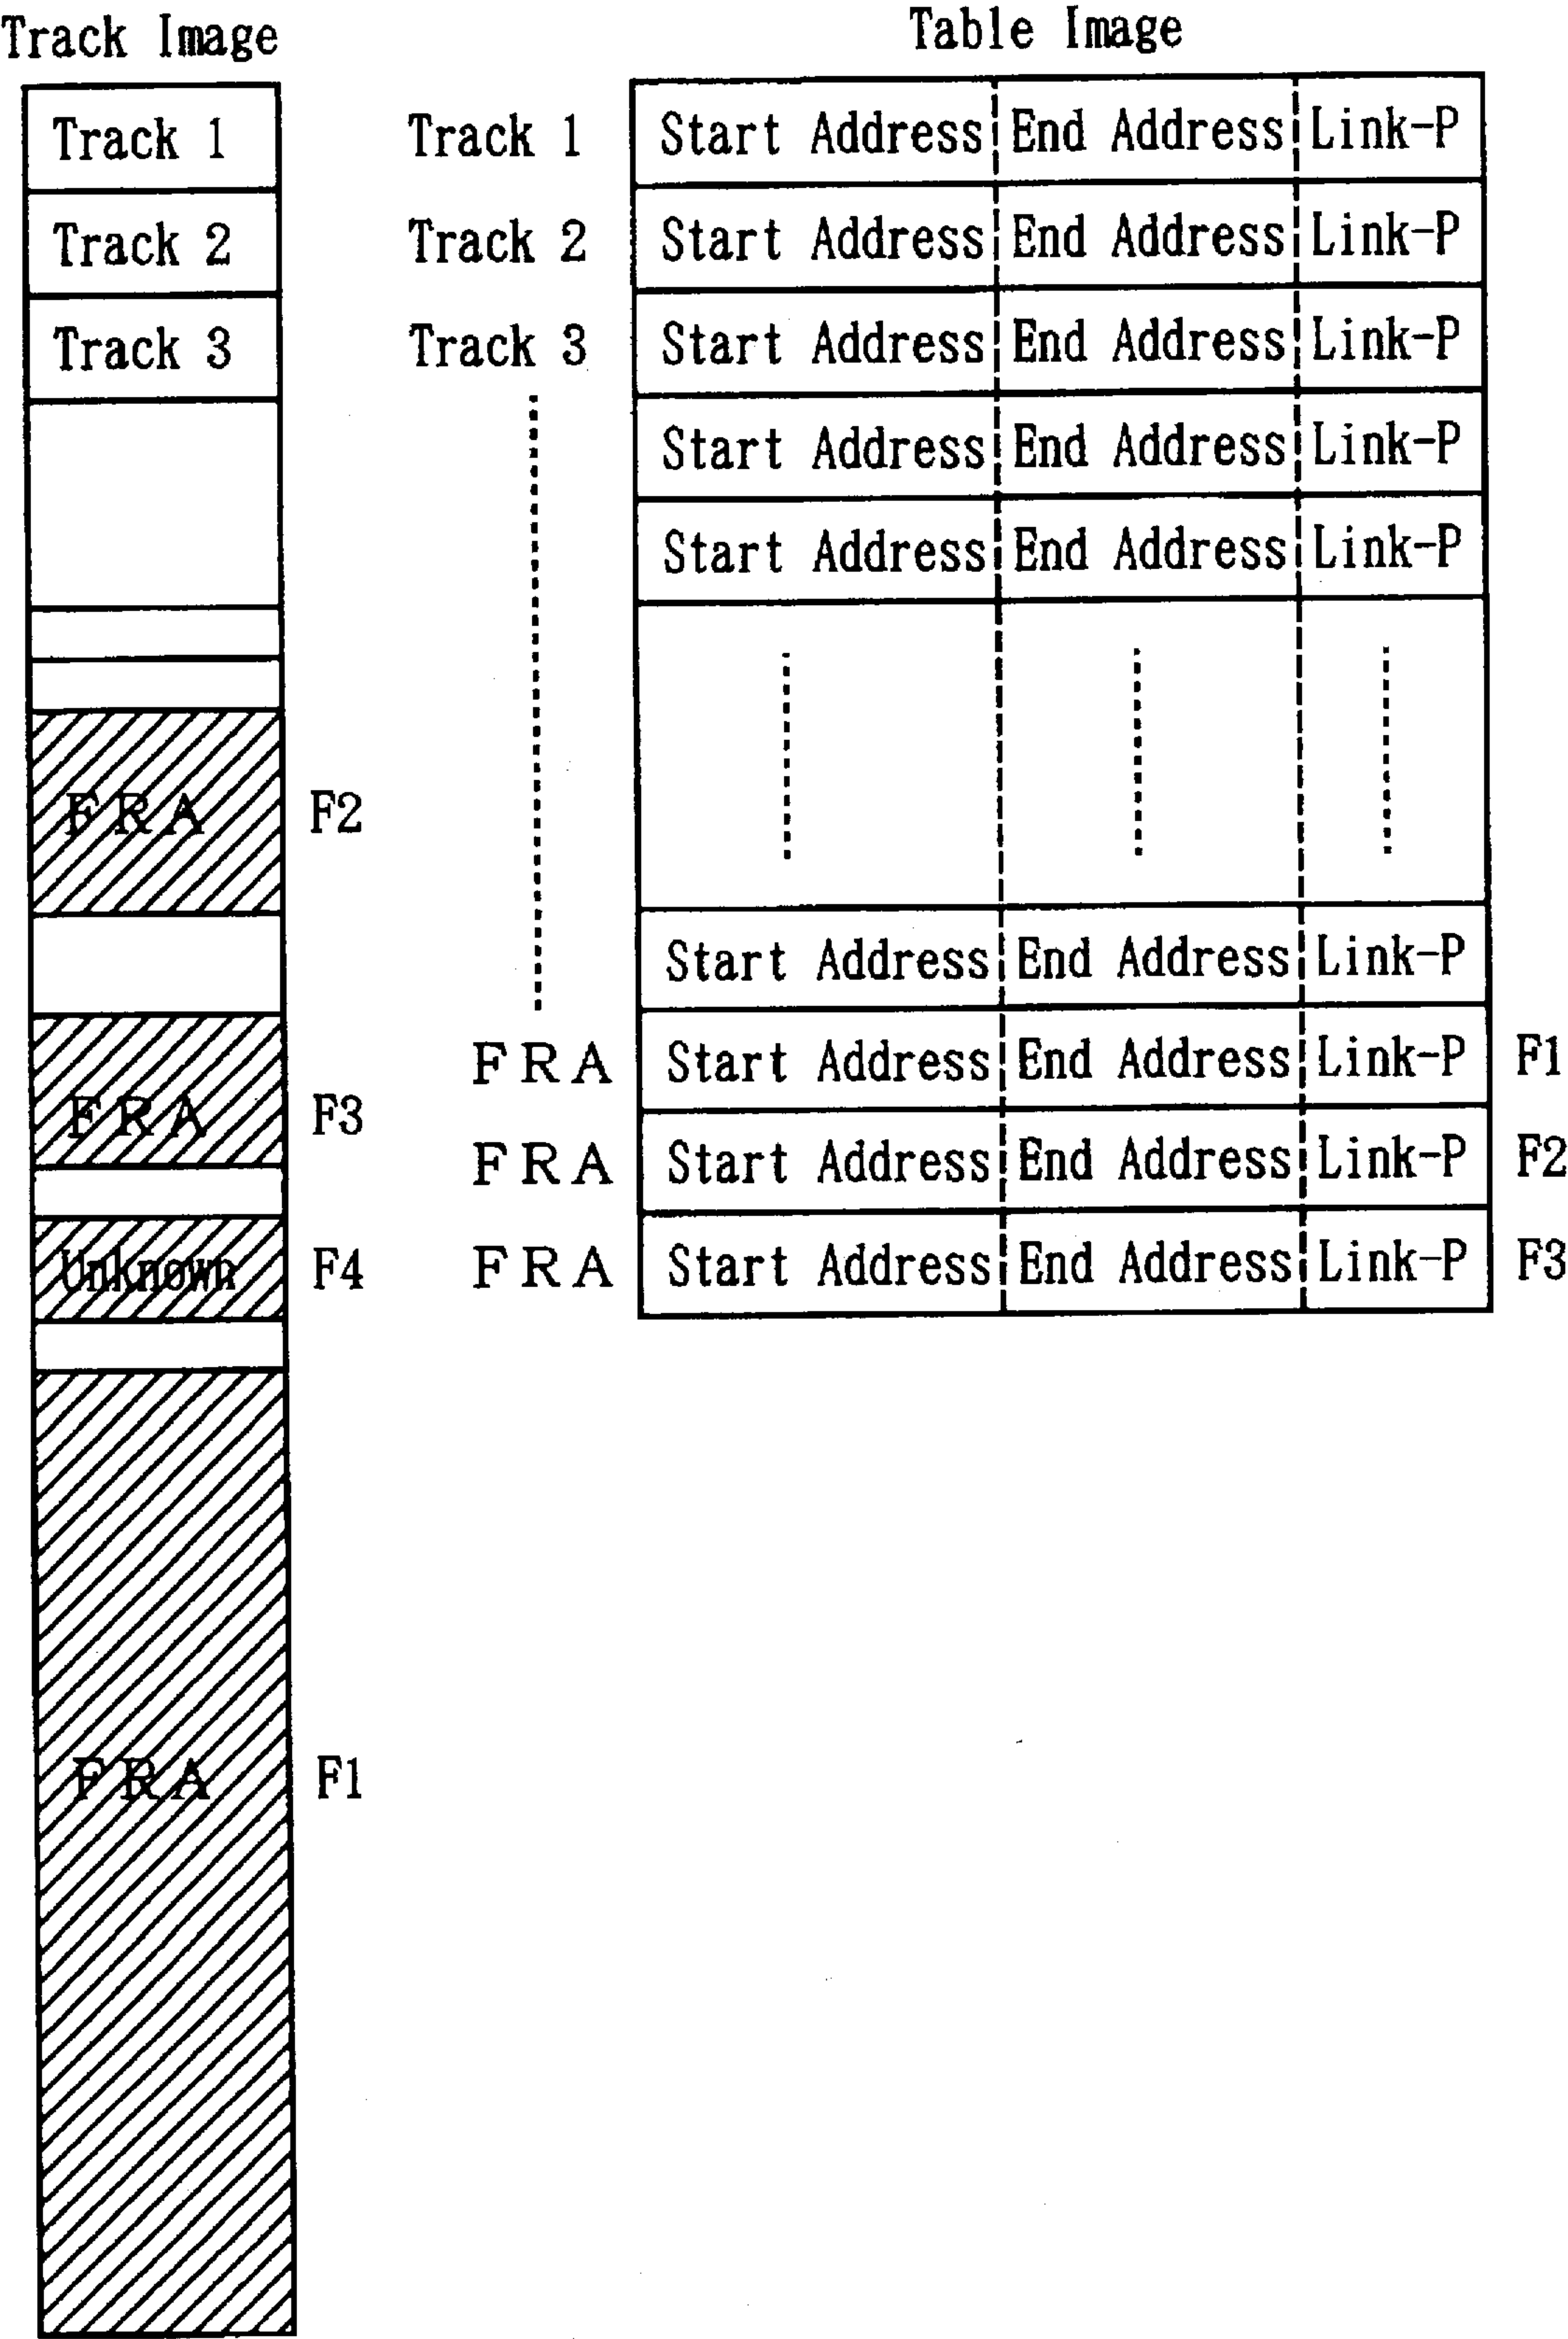 Track Image
Table Image
Track 1
Track 2
Track 3
FRA
F2
FRA
F3
Unknown
F4
FRA
F1
Track 1 Start Address End Address Link-P
Track 2 Start Address End Address Link-P
Track 3 Start Address End Address Link-P
Start Address End Address Link-P
Start Address End Address Link-P
Start Address End Address Link-P
FRA Start Address End Address Link-P F1
FRA Start Address End Address Link-P F2
FRA Start Address End Address Link-P F3